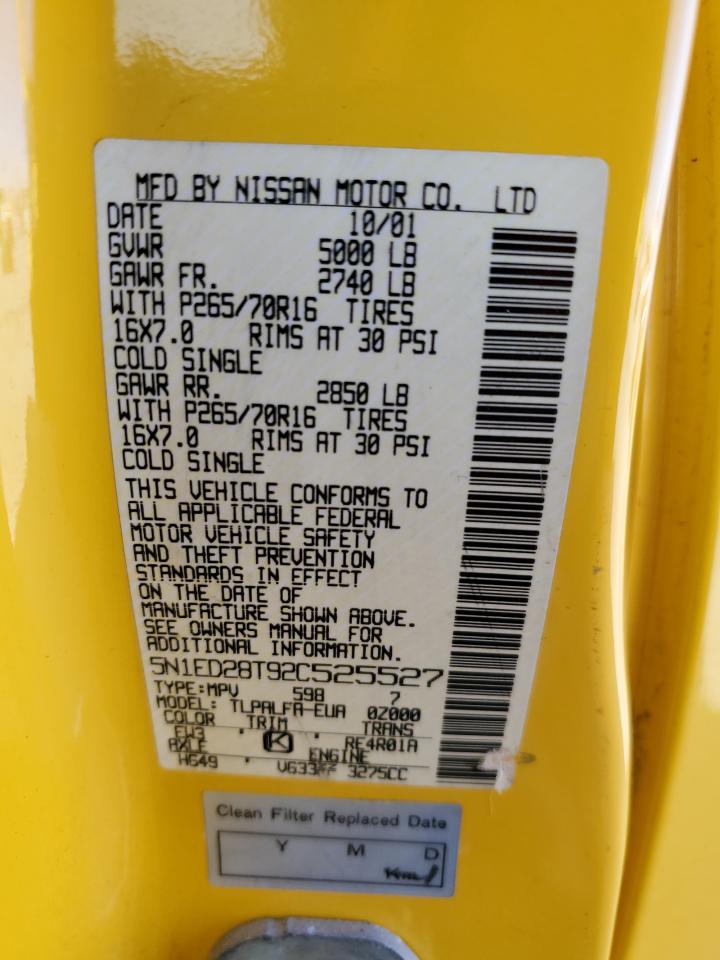 MFD BY NISSAN MOTOR CO. LTD
DATE 10/01
GVWR 5000 LB
GAWR FR. 2740 LB
WITH P265/70R16 TIRES
16X7.0 RIMS AT 30 PSI
COLD SINGLE
GAWR RR. 2850 LB
WITH P265/70R16 TIRES
16X7.0 RIMS AT 30 PSI
COLD SINGLE
THIS VEHICLE CONFORMS TO
ALL APPLICABLE FEDERAL
MOTOR VEHICLE SAFETY
AND THEFT PREVENTION
STANDARDS IN EFFECT
ON THE DATE OF
MANUFACTURE SHOWN ABOVE.
SEE OWNERS MANUAL FOR
ADDITIONAL INFORMATION.
5N1ED28T92C525527
TYPE:MPV 598 7
MODEL: TLPALFA-EUA 0Z000
COLOR TRIM TRANS
EW3 K RE4R01A
AXLE ENGINE
HG49 VG33 3275CC
Clean Filter Replaced Date
Y M D